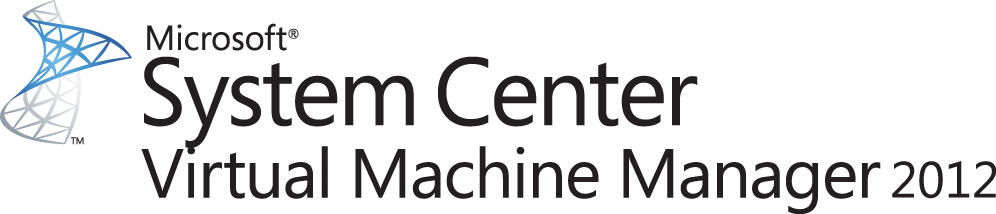 Microsoft®
System Center
™
Virtual Machine Manager 2012